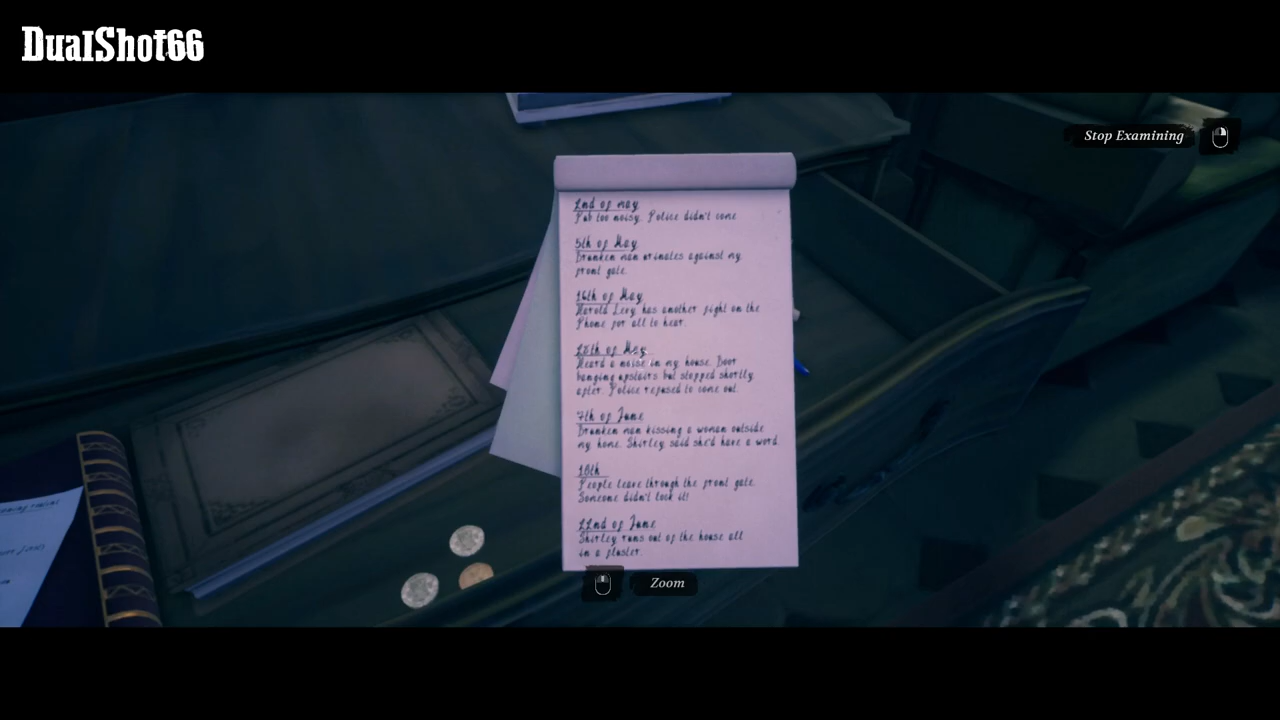 DualShot66
Stop Examining
2nd of may
Pub too noisy. Police didn't come
5th of May
Drunken man urinates against my
front gate.
16th of May
Harold Levy has another fight on the
Phone for all to hear.
28th of May
Heard a noise in my house. Door
banging upstairs but stopped shortly
after. Police refused to come out.
7th of June
Drunken man kissing a woman outside
my home. Shirley said she'd have a word
18th
People leave through the front gate.
Someone didn't lock it!
22nd of June
Shirley runs out of the house all
in a fluster.
Zoom